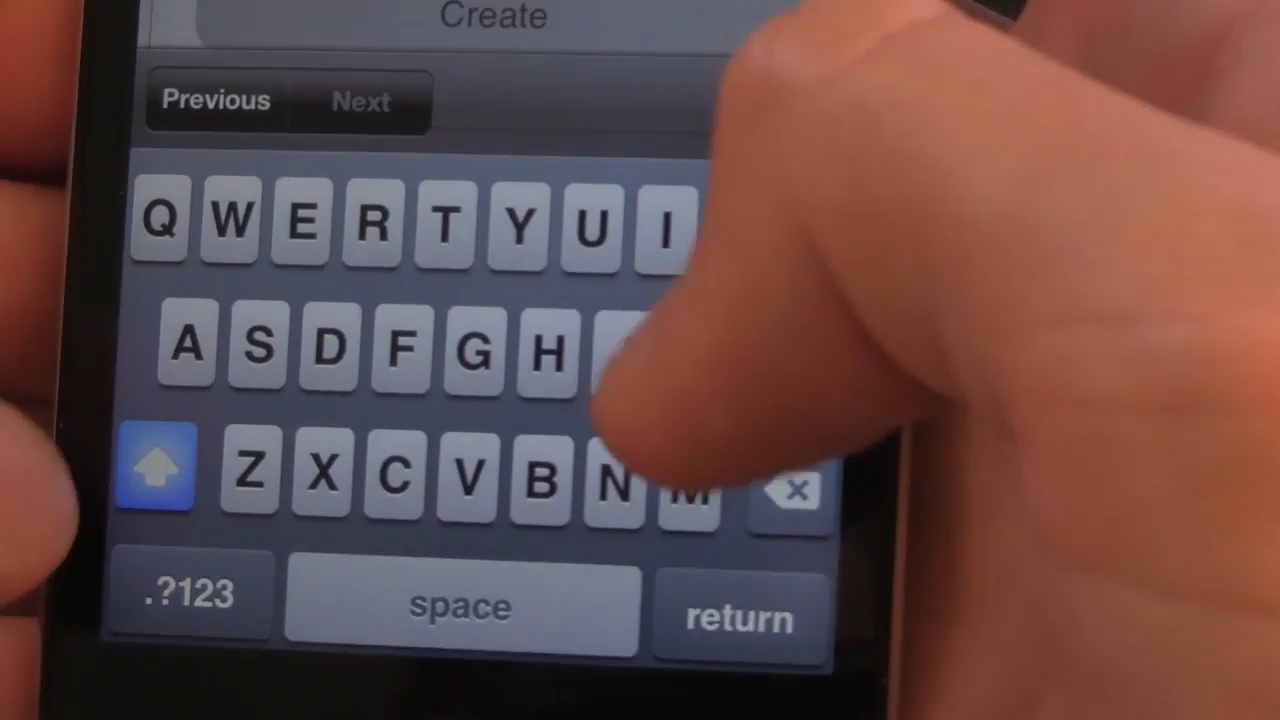 Create
Previous Next
Q W E R T Y U I
A S D F G H
Z X C V B N M
.?123 space return